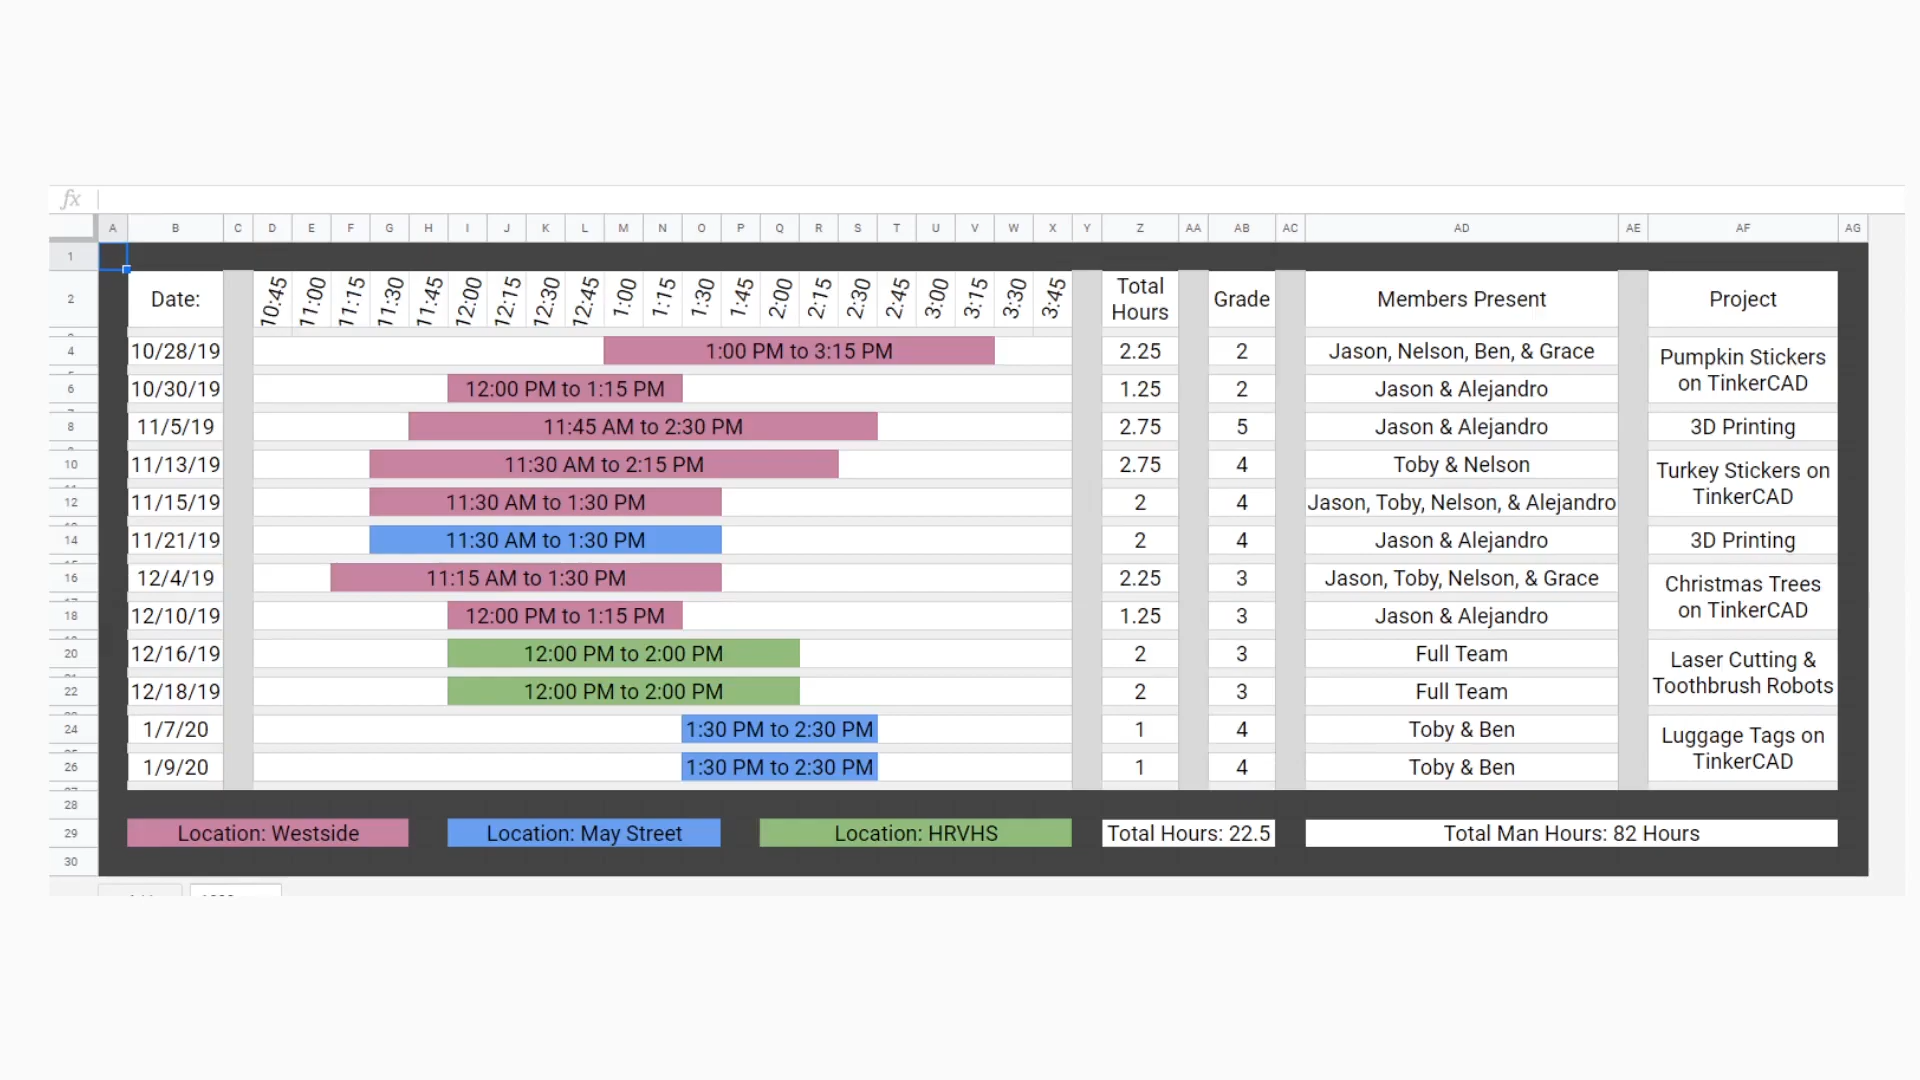 fx
A B C D E F G H I J K L M N O P Q R S T U V W X Y Z AA AB AC AD AE AF AG
1
2 Date: 10:45 11:00 11:15 11:30 11:45 12:00 12:15 12:30 12:45 1:00 1:15 1:30 1:45 2:00 2:15 2:30 2:45 3:00 3:15 3:30 3:45 Total Hours Grade Members Present Project
4 10/28/19 1:00 PM to 3:15 PM 2.25 2 Jason, Nelson, Ben, & Grace
Pumpkin Stickers
on TinkerCAD
6 10/30/19 12:00 PM to 1:15 PM 1.25 2 Jason & Alejandro
8 11/5/19 11:45 AM to 2:30 PM 2.75 5 Jason & Alejandro 3D Printing
10 11/13/19 11:30 AM to 2:15 PM 2.75 4 Toby & Nelson
Turkey Stickers on
TinkerCAD
12 11/15/19 11:30 AM to 1:30 PM 2 4 Jason, Toby, Nelson, & Alejandro
14 11/21/19 11:30 AM to 1:30 PM 2 4 Jason & Alejandro 3D Printing
16 12/4/19 11:15 AM to 1:30 PM 2.25 3 Jason, Toby, Nelson, & Grace
Christmas Trees
on TinkerCAD
18 12/10/19 12:00 PM to 1:15 PM 1.25 3 Jason & Alejandro
20 12/16/19 12:00 PM to 2:00 PM 2 3 Full Team
Laser Cutting &
Toothbrush Robots
22 12/18/19 12:00 PM to 2:00 PM 2 3 Full Team
24 1/7/20 1:30 PM to 2:30 PM 1 4 Toby & Ben
Luggage Tags on
TinkerCAD
26 1/9/20 1:30 PM to 2:30 PM 1 4 Toby & Ben
28
29 Location: Westside Location: May Street Location: HRVHS Total Hours: 22.5 Total Man Hours: 82 Hours
30